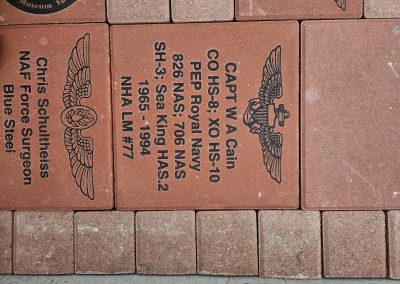 Museum
Chris Schultheiss
NAF Force Surgeon
Blue Steel
CAPT W A Cain
CO HS-8; XO HS-10
PEP Royal Navy
826 NAS; 706 NAS
SH-3; Sea King HAS.2
1965 - 1994
NHA LM #77